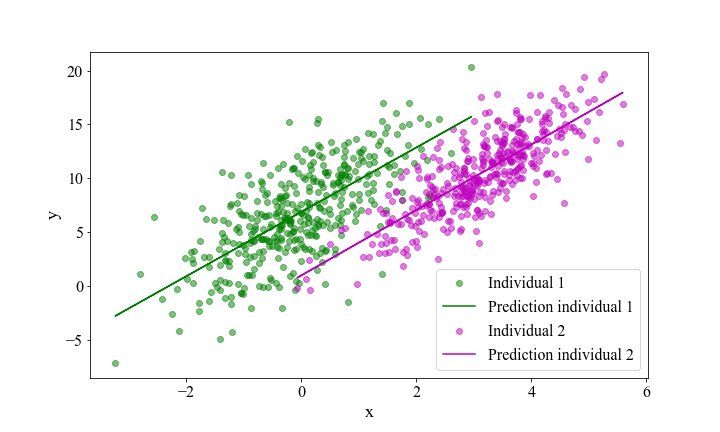 20
15
10
5
0
−5
y
−2
0
2
4
6
x
Individual 1
Prediction individual 1
Individual 2
Prediction individual 2